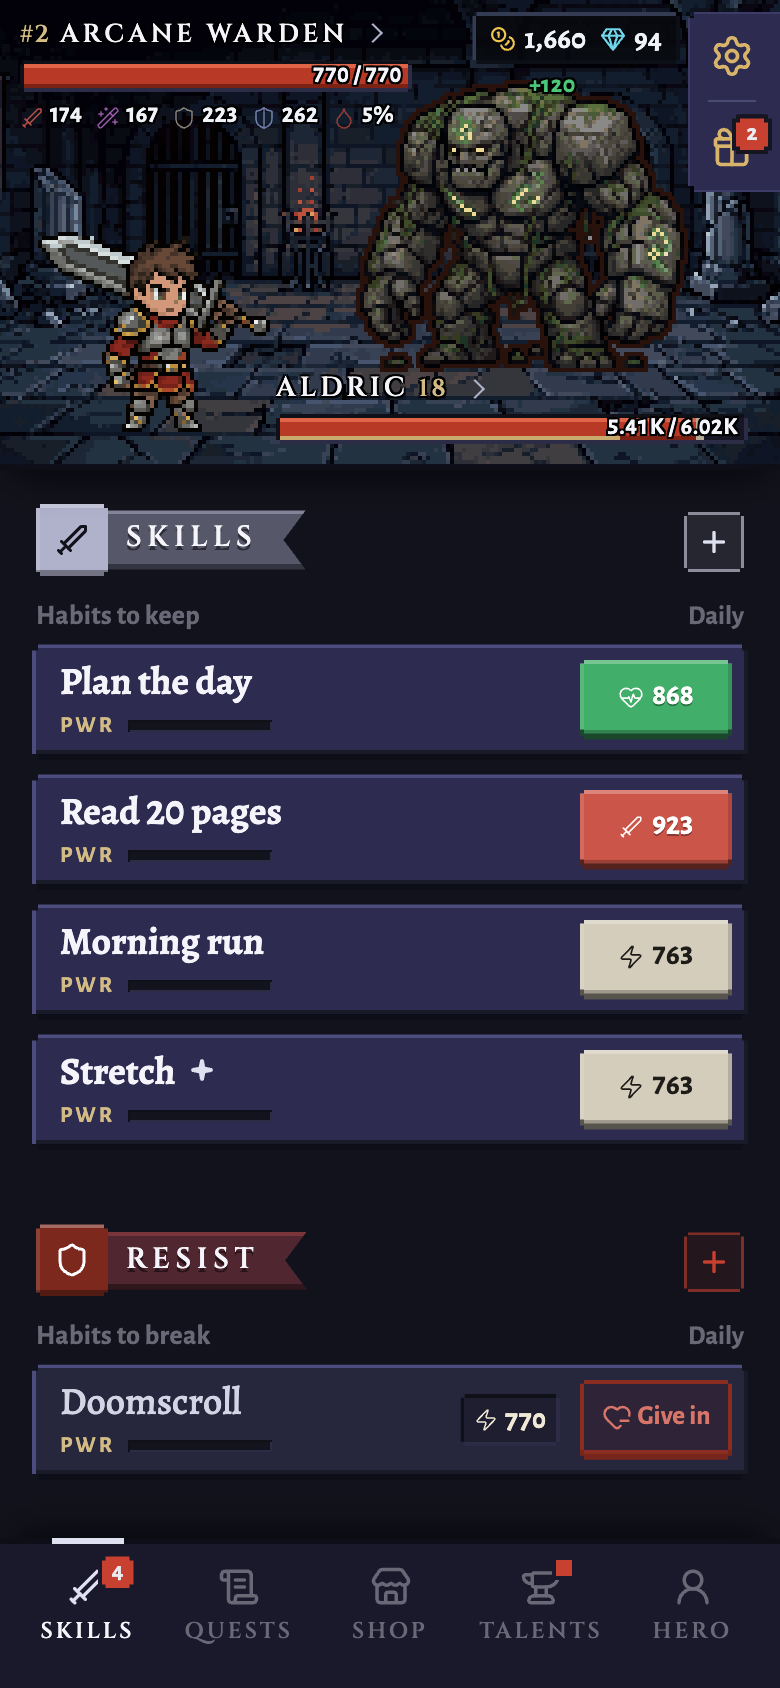 #2 ARCANE WARDEN
1,660 94
770 / 770
+120
174 167 223 262 5%
2
ALDRIC 18
5.41K / 6.02K
SKILLS
Habits to keep Daily
Plan the day
PWR
868
Read 20 pages
PWR
923
Morning run
PWR
763
Stretch
PWR
763
RESIST
Habits to break Daily
Doomscroll
PWR
770
Give in
4
SKILLS QUESTS SHOP TALENTS HERO